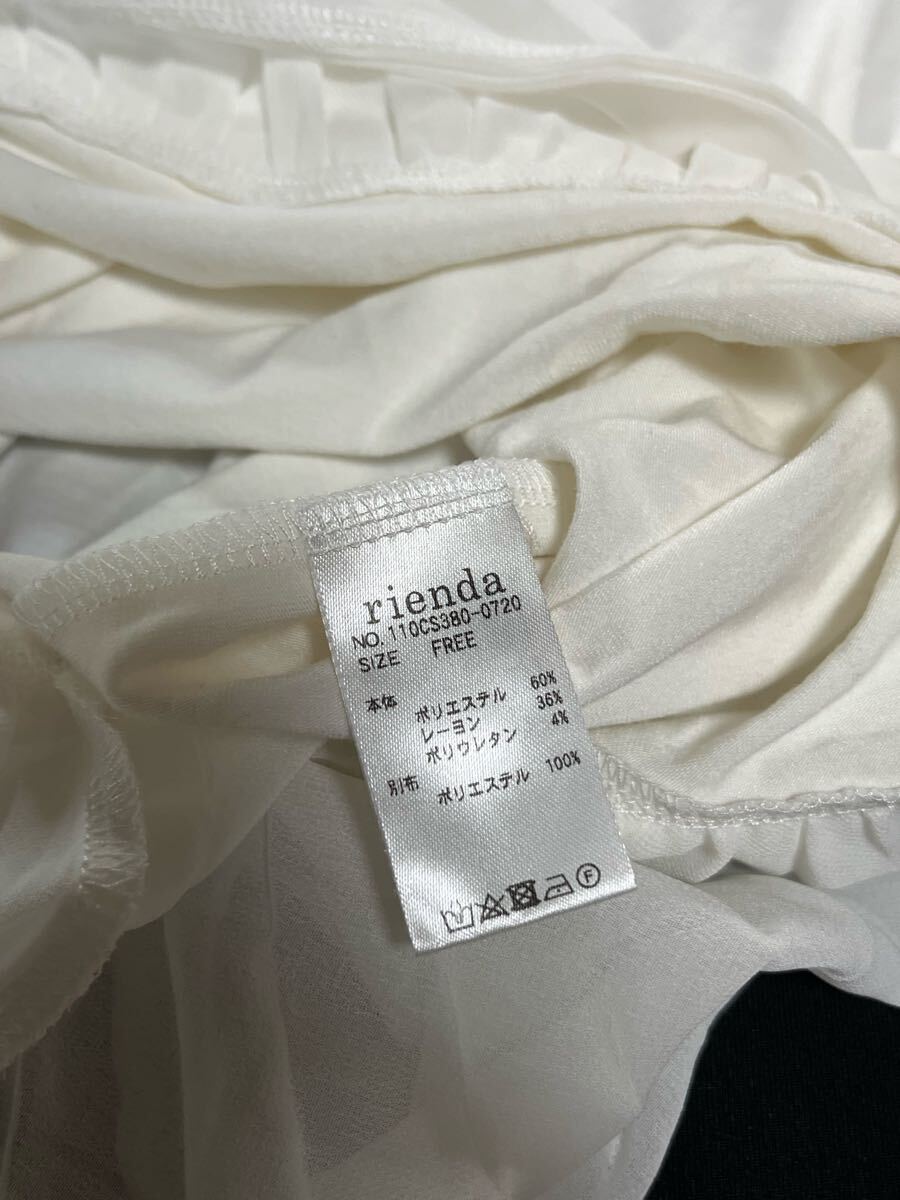 rienda
NO.110CS380-0720
SIZE FREE
本体 ポリエステル 60%
レーヨン 36%
ポリウレタン 4%
別布 ポリエステル 100%
F